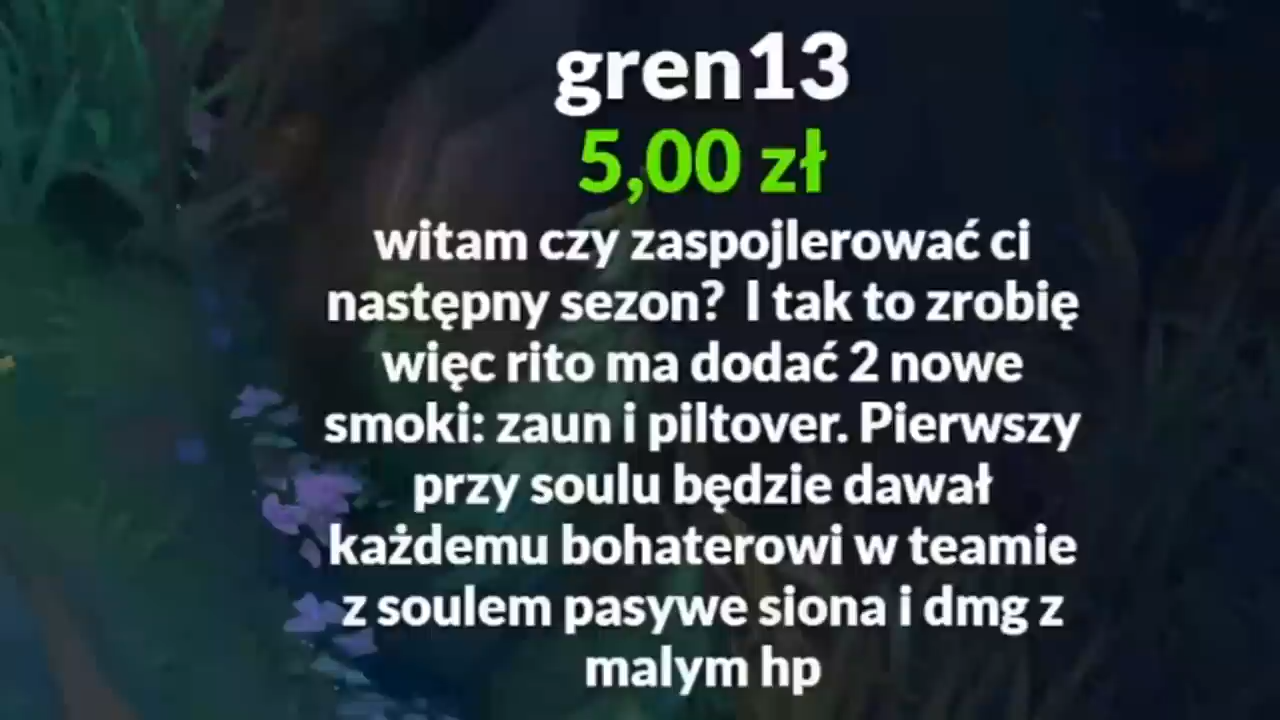 gren13
5,00 zł
witam czy zaspojlerować ci
następny sezon? I tak to zrobię
więc rito ma dodać 2 nowe
smoki: zaun i piltover. Pierwszy
przy soulu będzie dawał
każdemu bohaterowi w teamie
z soulem pasywe siona i dmg z
malym hp